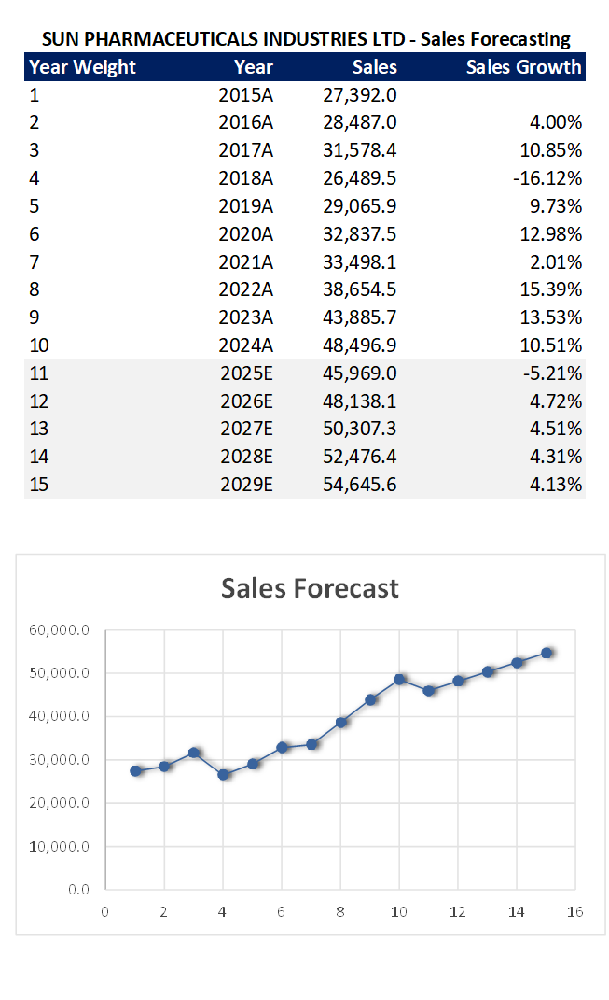 SUN PHARMACEUTICALS INDUSTRIES LTD - Sales Forecasting
Year Weight Year Sales Sales Growth
1 2015A 27,392.0
2 2016A 28,487.0 4.00%
3 2017A 31,578.4 10.85%
4 2018A 26,489.5 -16.12%
5 2019A 29,065.9 9.73%
6 2020A 32,837.5 12.98%
7 2021A 33,498.1 2.01%
8 2022A 38,654.5 15.39%
9 2023A 43,885.7 13.53%
10 2024A 48,496.9 10.51%
11 2025E 45,969.0 -5.21%
12 2026E 48,138.1 4.72%
13 2027E 50,307.3 4.51%
14 2028E 52,476.4 4.31%
15 2029E 54,645.6 4.13%
Sales Forecast
60,000.0
50,000.0
40,000.0
30,000.0
20,000.0
10,000.0
0.0
0 2 4 6 8 10 12 14 16